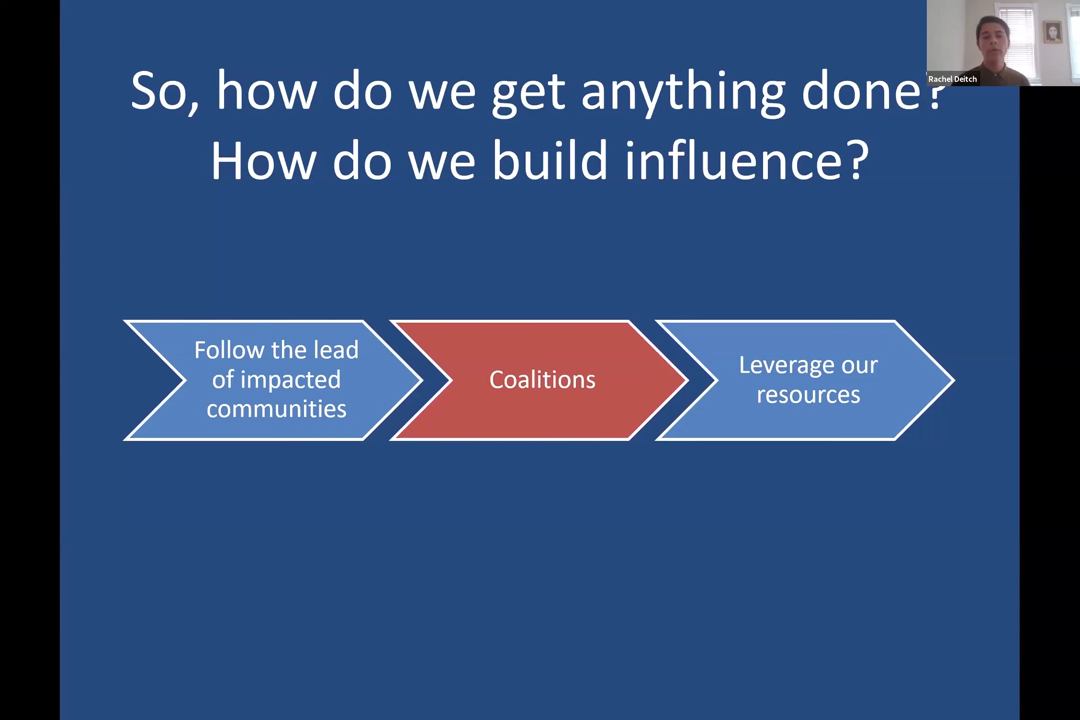 So, how do we get anything done?
How do we build influence?
Rachel Deitch
Follow the lead
of impacted
communities
Coalitions
Leverage our
resources